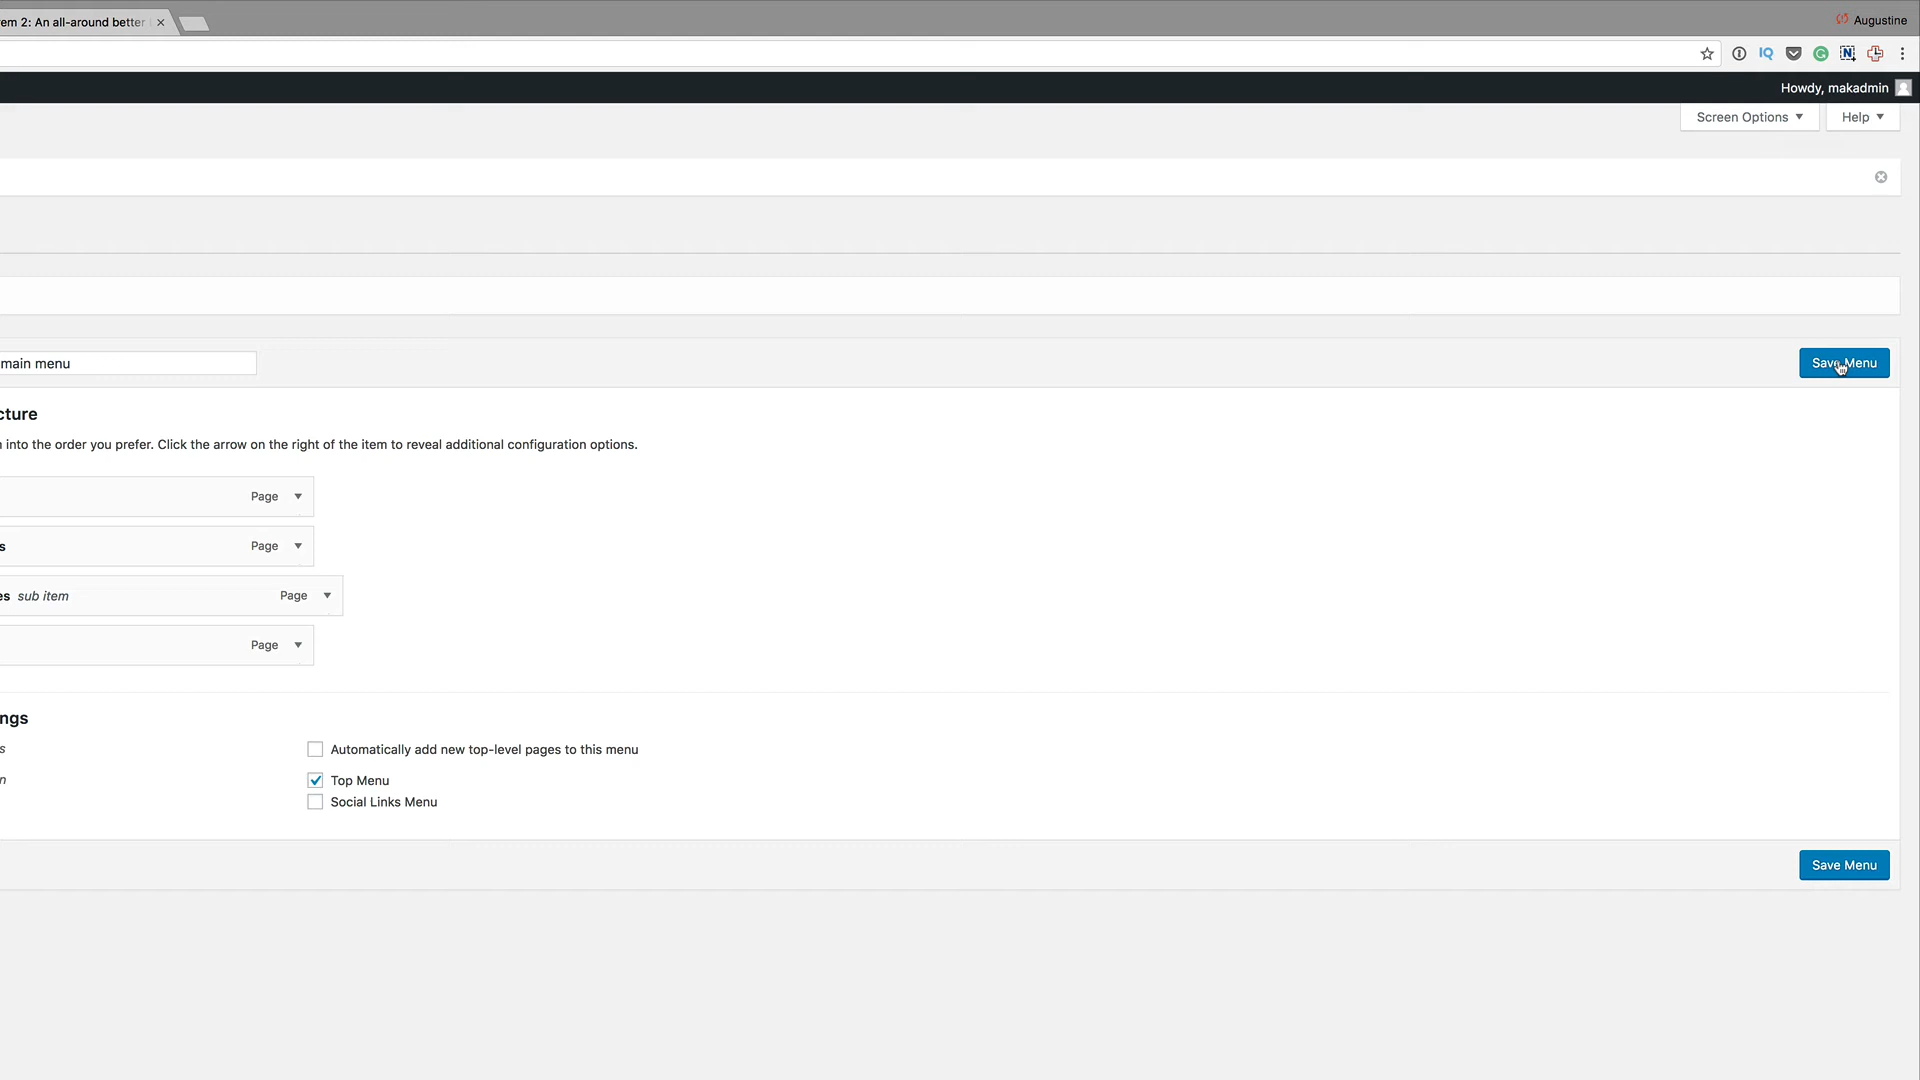 em 2: An all-around better
Augustine
IQ
N
Howdy, makadmin
Screen Options
Help
main menu
Save Menu
cture
into the order you prefer. Click the arrow on the right of the item to reveal additional configuration options.
Page
s
Page
es sub item
Page
Page
ngs
s
Automatically add new top-level pages to this menu
n
Top Menu
Social Links Menu
Save Menu